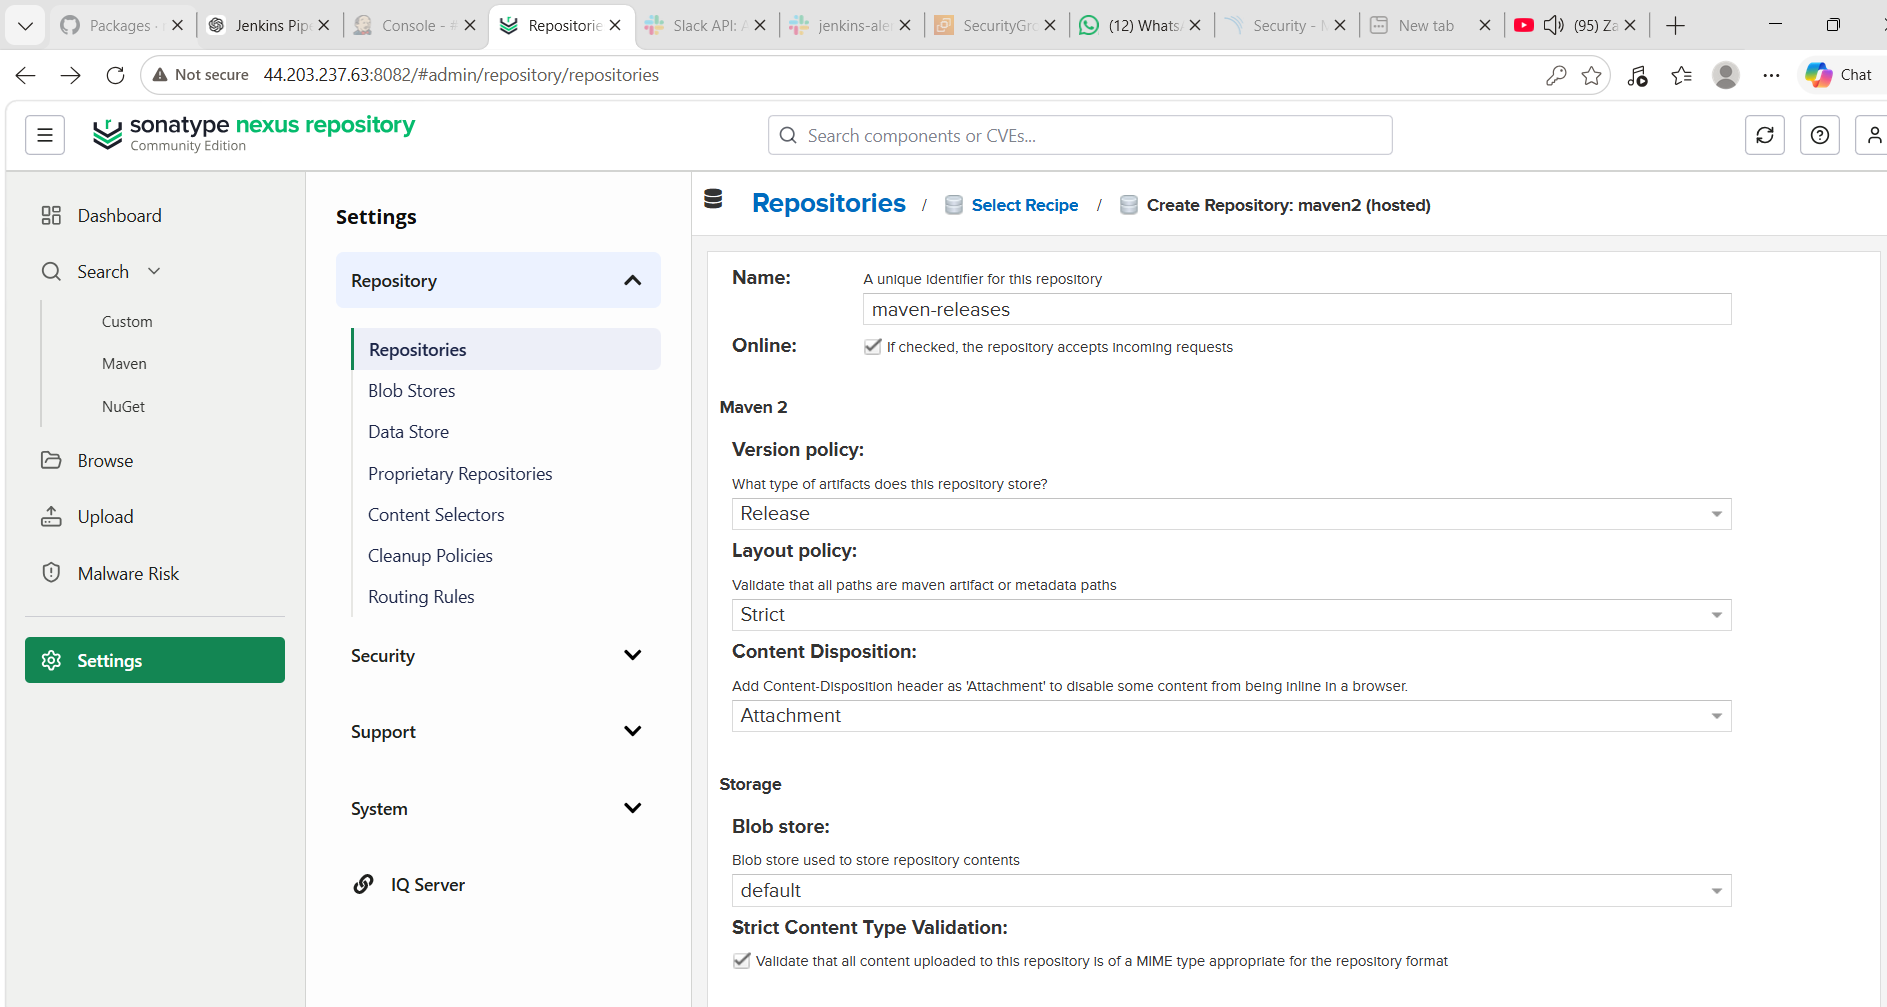 Packages ·
Jenkins Pip
Console - #
Repositorie
Slack API: A
jenkins-aler
SecurityGro
(12) Whats
Security -
New tab
(95) Za
Not secure
44.203.237.63:8082/#admin/repository/repositories
Chat
sonatype nexus repository
Community Edition
Search components or CVEs...
Dashboard
Search
Custom
Maven
NuGet
Browse
Upload
Malware Risk
Settings
Settings
Repository
Repositories
Blob Stores
Data Store
Proprietary Repositories
Content Selectors
Cleanup Policies
Routing Rules
Security
Support
System
IQ Server
Repositories / Select Recipe / Create Repository: maven2 (hosted)
Name:
A unique identifier for this repository
maven-releases
Online:
If checked, the repository accepts incoming requests
Maven 2
Version policy:
What type of artifacts does this repository store?
Release
Layout policy:
Validate that all paths are maven artifact or metadata paths
Strict
Content Disposition:
Add Content-Disposition header as 'Attachment' to disable some content from being inline in a browser.
Attachment
Storage
Blob store:
Blob store used to store repository contents
default
Strict Content Type Validation:
Validate that all content uploaded to this repository is of a MIME type appropriate for the repository format